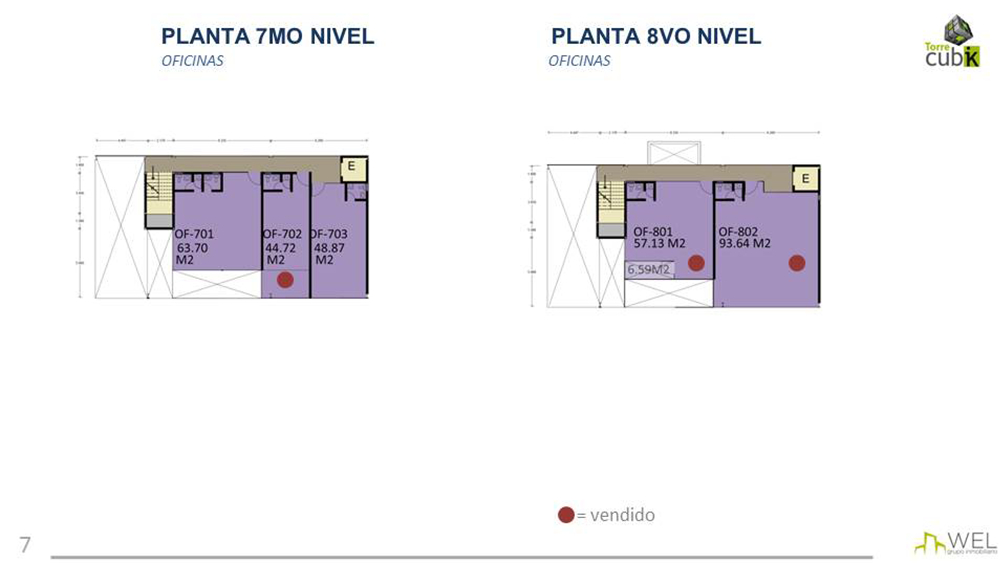 PLANTA 7MO NIVEL
OFICINAS
PLANTA 8VO NIVEL
OFICINAS
Torre
cubik
E
OF-701
63.70
M2
OF-702
44.72
M2
OF-703
48.87
M2
E
OF-801
57.13 M2
6.59M2
OF-802
93.64 M2
= vendido
7
WEL
grupo inmobiliario